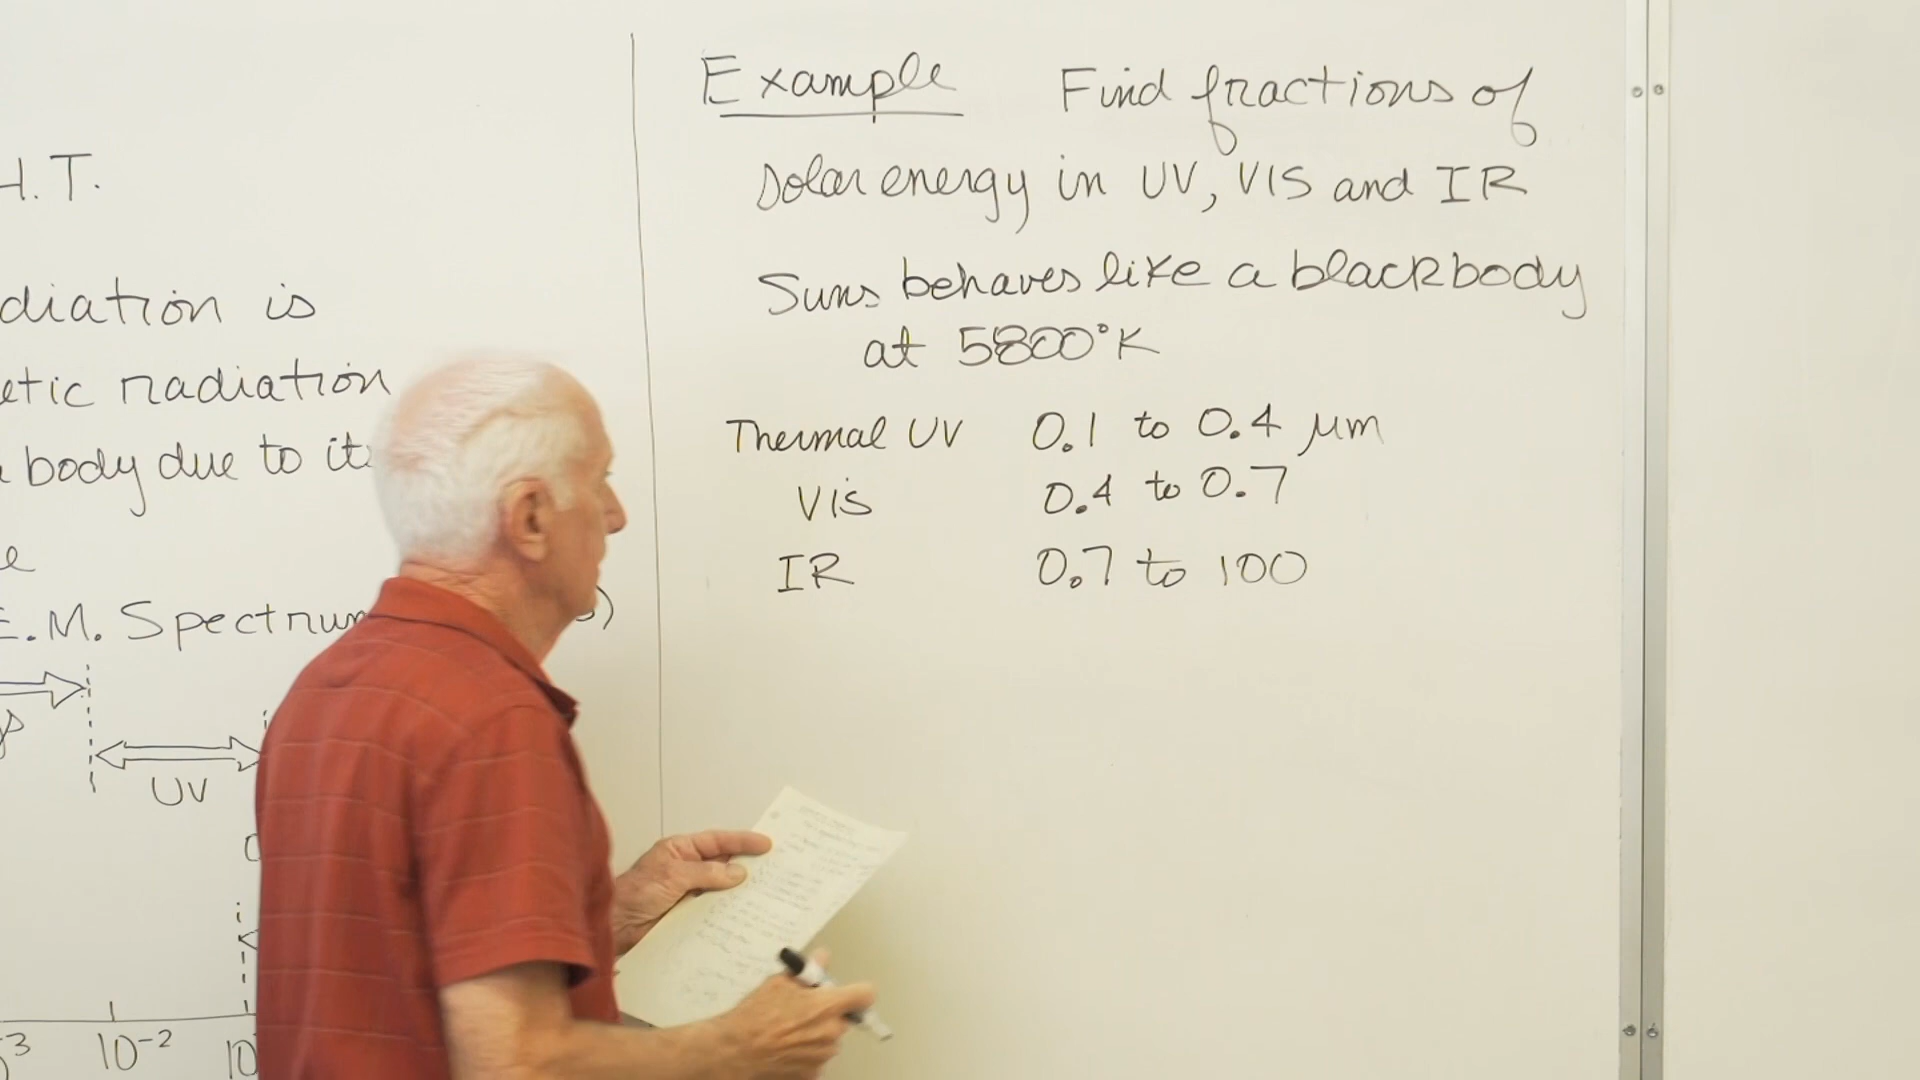 H.T.
diation is
etic radiation
body due to it
e
E.M. Spectrum
UV
10⁻²
10
Example Find fractions of
solar energy in UV, VIS and IR
Suns behaves like a blackbody
at 5800°K
Thermal UV 0.1 to 0.4 μm
Vis 0.4 to 0.7
IR 0.7 to 100